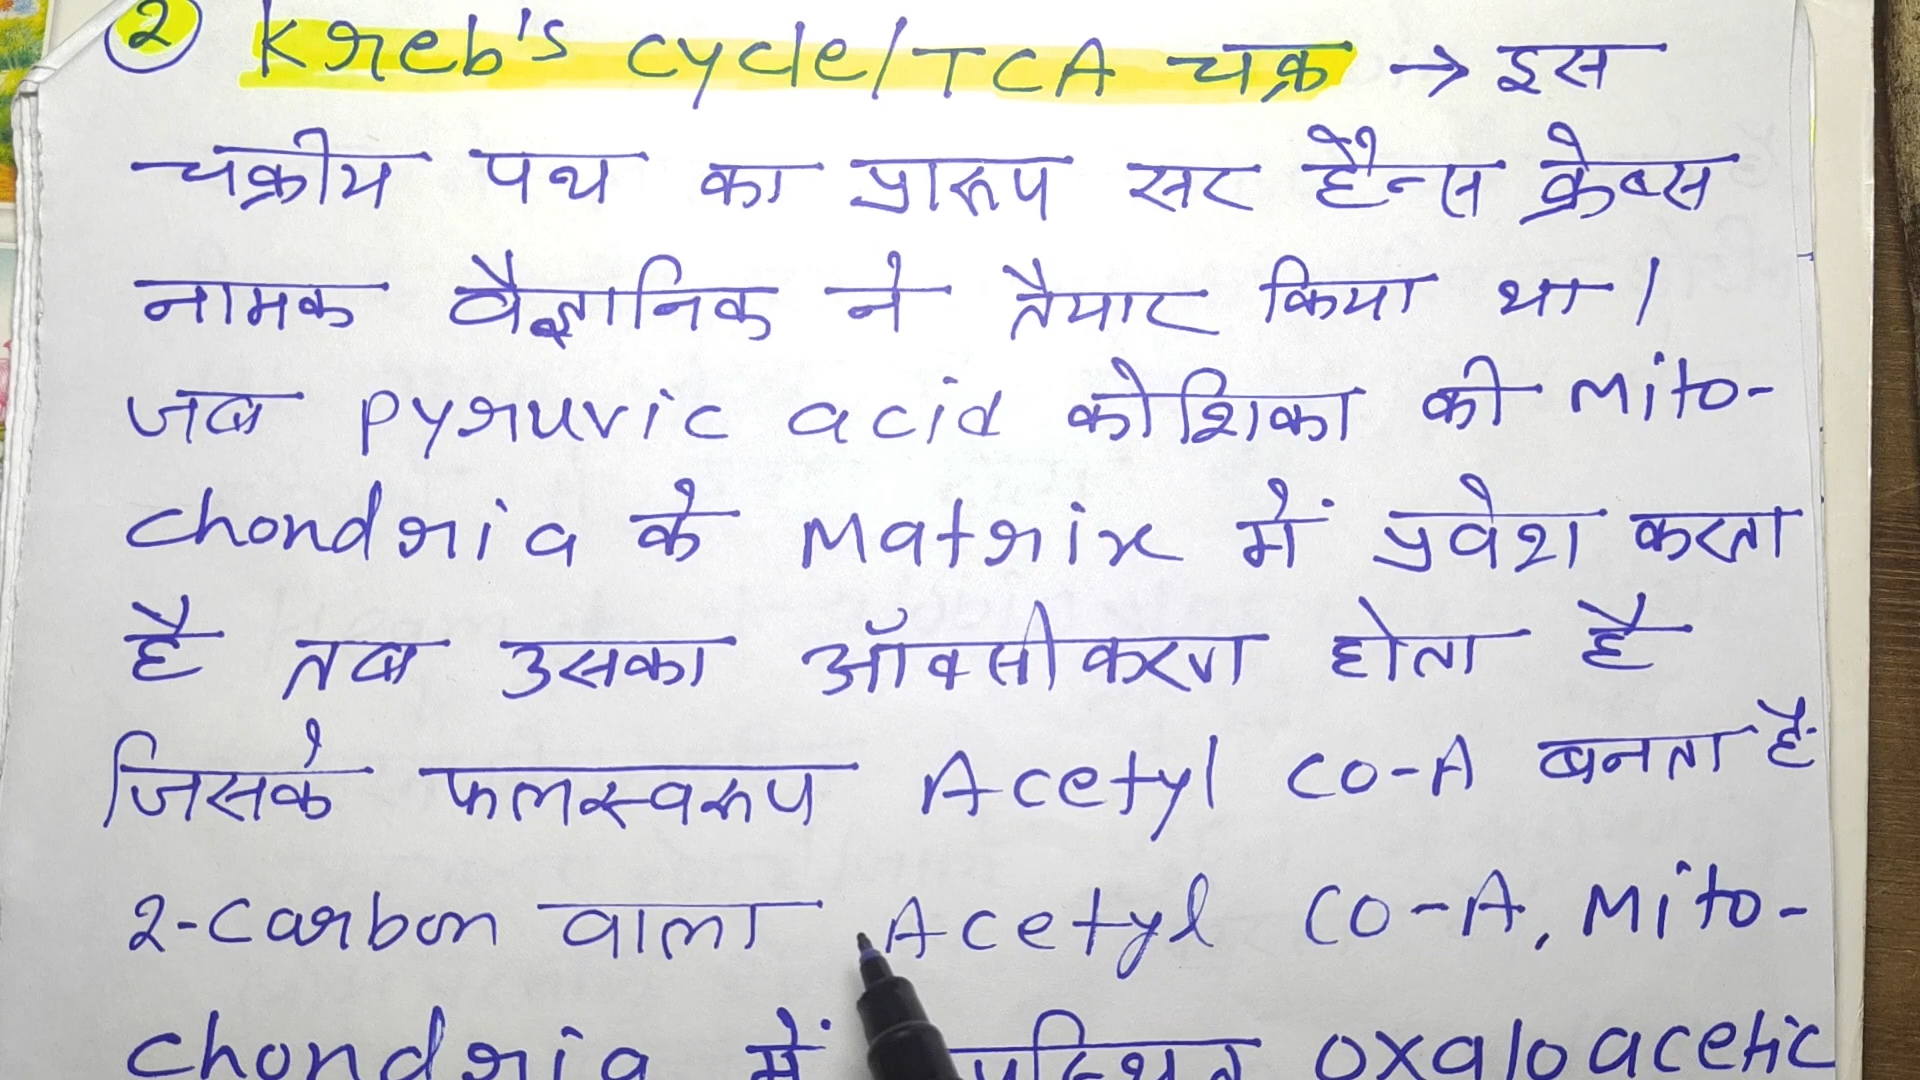 2 Kreb's cycle/TCA चक्र → इस
चक्रीय पथ का प्रारूप सर हैन्स क्रेब्स
नामक वैज्ञानिक ने तैयार किया था।
जब pyruvic acid कोशिका की Mito-
chondria के Matrix में प्रवेश करता
है तब उसका ऑक्सीकरण होता है
जिसके फलस्वरूप Acetyl CO-A बनता है
2-Carbon वाला Acetyl CO-A, Mito-
chondria में उपस्थित oxaloacetic